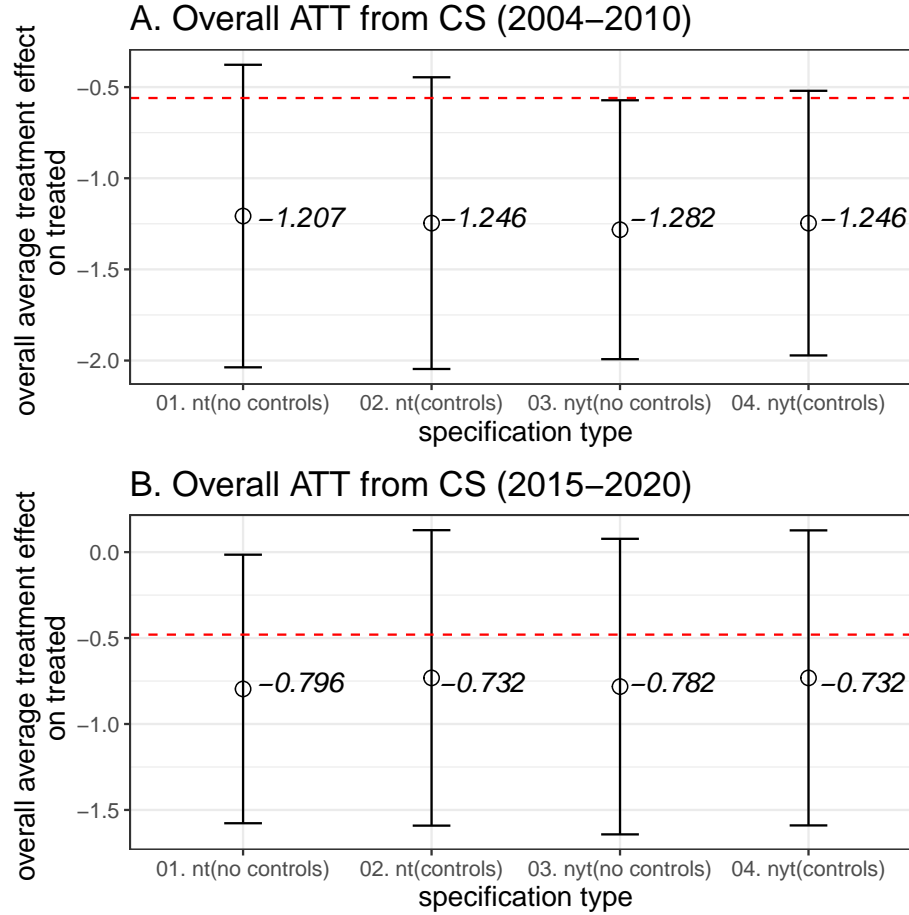 A. Overall ATT from CS (2004–2010)
overall average treatment effect
on treated
−0.5
−1.0
−1.5
−2.0
−1.207
−1.246
−1.282
−1.246
01. nt(no controls)
02. nt(controls)
03. nyt(no controls)
04. nyt(controls)
specification type
B. Overall ATT from CS (2015–2020)
overall average treatment effect
on treated
0.0
−0.5
−1.0
−1.5
−0.796
−0.732
−0.782
−0.732
01. nt(no controls)
02. nt(controls)
03. nyt(no controls)
04. nyt(controls)
specification type